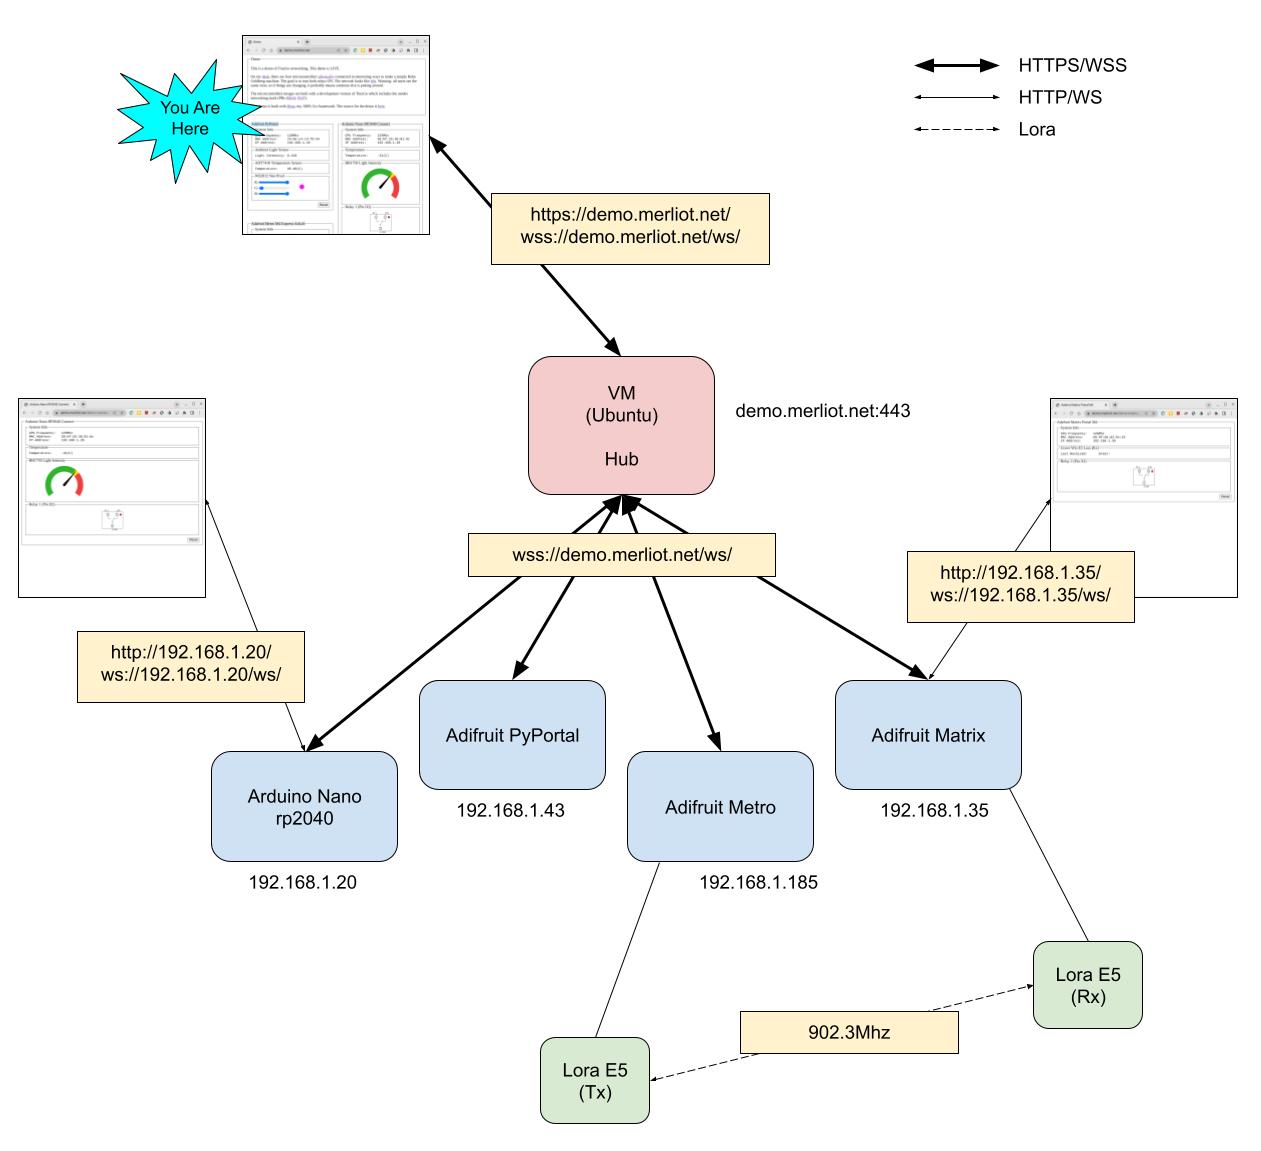 You Are
Here
HTTPS/WSS
HTTP/WS
Lora
https://demo.merliot.net/
wss://demo.merliot.net/ws/
VM
(Ubuntu)
Hub
demo.merliot.net:443
wss://demo.merliot.net/ws/
http://192.168.1.35/
ws://192.168.1.35/ws/
http://192.168.1.20/
ws://192.168.1.20/ws/
Adifruit PyPortal
192.168.1.43
Adifruit Matrix
192.168.1.35
Arduino Nano
rp2040
192.168.1.20
Adifruit Metro
192.168.1.185
Lora E5
(Rx)
902.3Mhz
Lora E5
(Tx)